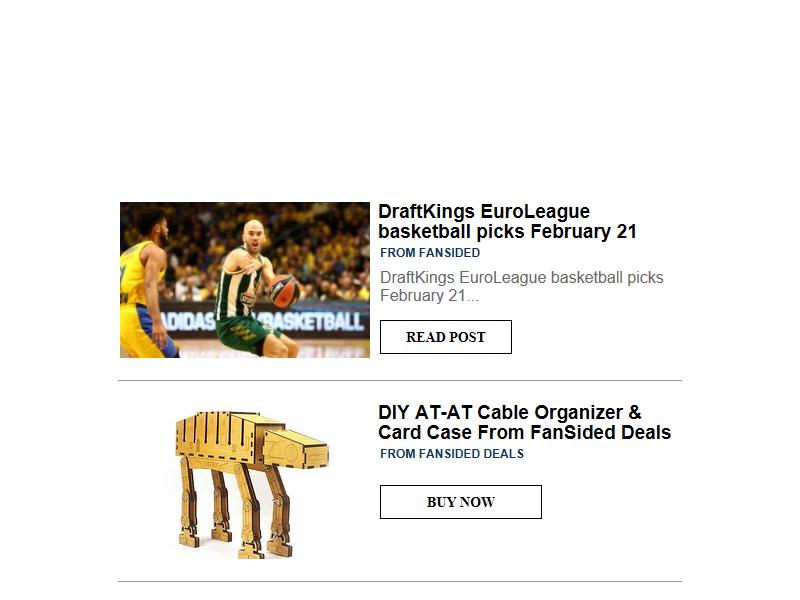 DraftKings EuroLeague
basketball picks February 21
FROM FANSIDED
DraftKings EuroLeague basketball picks
February 21...
READ POST
ADIDAS
BASKETBALL
DIY AT-AT Cable Organizer &
Card Case From FanSided Deals
FROM FANSIDED DEALS
BUY NOW